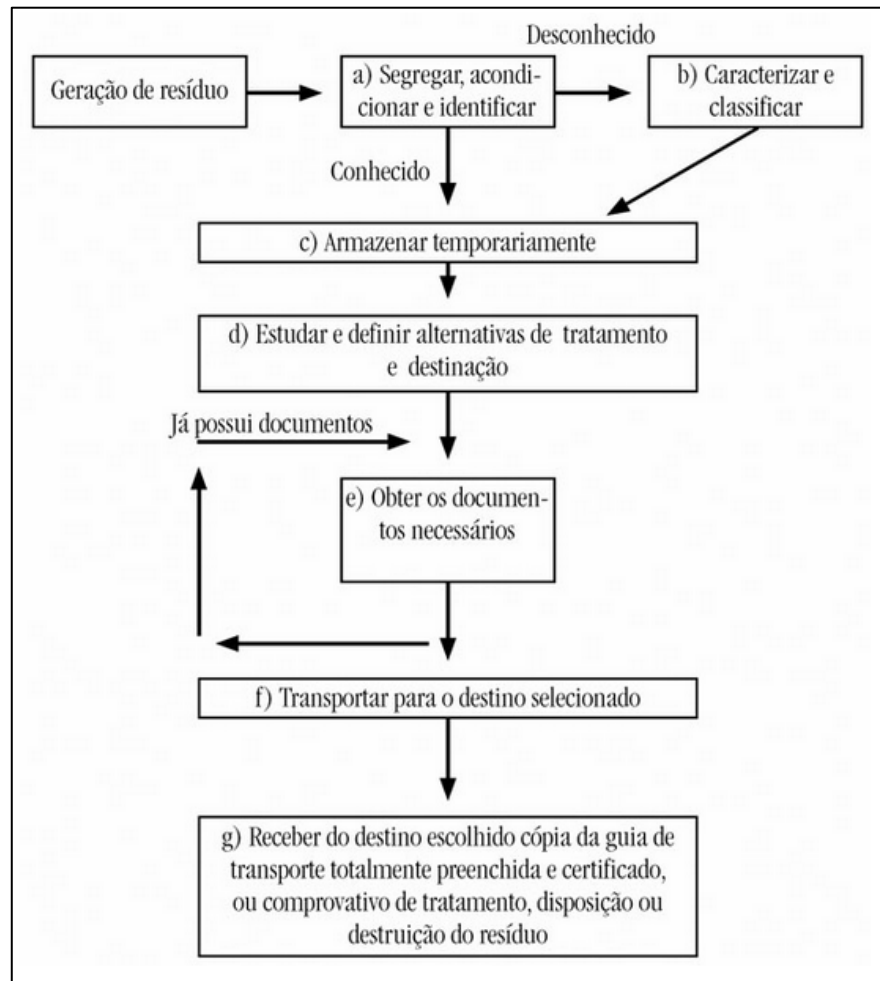 Desconhecido
Geração de resíduo
a) Segregar, acondi-
cionar e identificar
b) Caracterizar e
classificar
Conhecido
c) Armazenar temporariamente
d) Estudar e definir alternativas de tratamento
e destinação
Já possui documentos
e) Obter os documen-
tos necessários
f) Transportar para o destino selecionado
g) Receber do destino escolhido cópia da guia de
transporte totalmente preenchida e certificado,
ou comprovativo de tratamento, disposição ou
destruição do resíduo